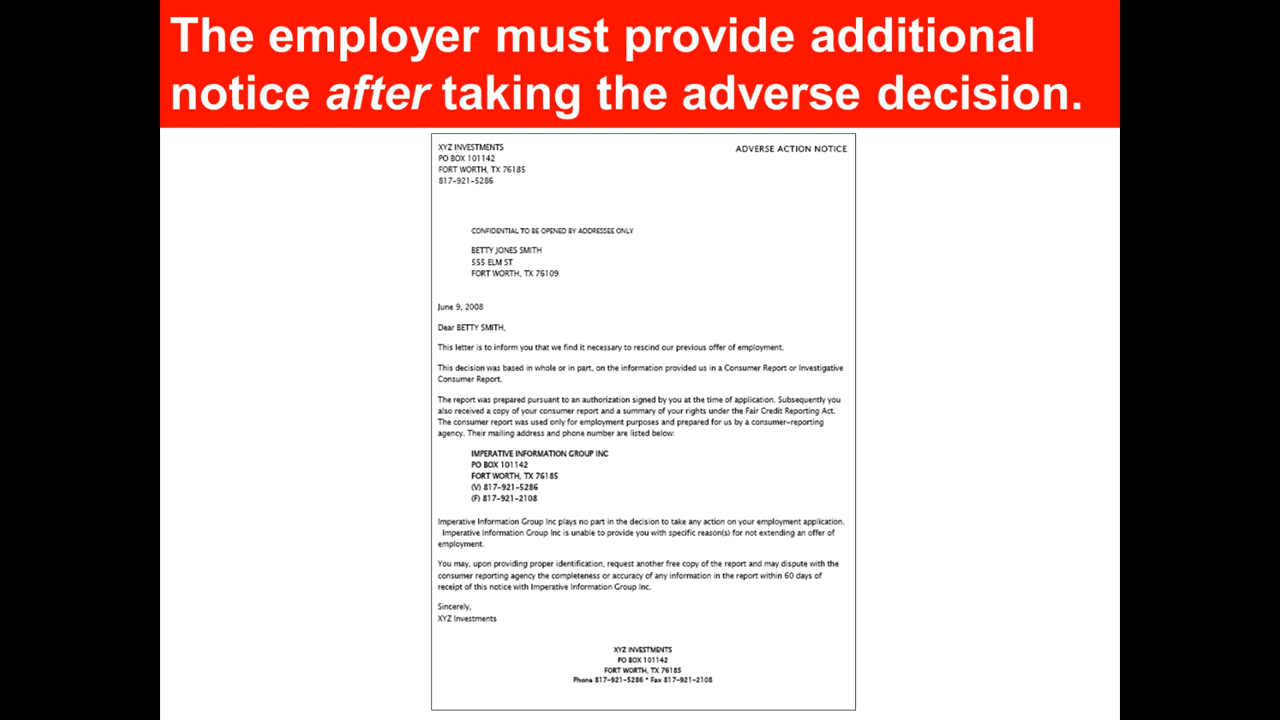 The employer must provide additional
notice after taking the adverse decision.
XYZ INVESTMENTS
PO BOX 101142
FORT WORTH, TX 76185
817-921-5286
ADVERSE ACTION NOTICE
CONFIDENTIAL TO BE OPENED BY ADDRESSEE ONLY
BETTY JONES SMITH
555 ELM ST
FORT WORTH, TX 76109
June 9, 2008
Dear BETTY SMITH,
This letter is to inform you that we find it necessary to rescind our previous offer of employment.
This decision was based in whole or in part, on the information provided us in a Consumer Report or Investigative
Consumer Report.
The report was prepared pursuant to an authorization signed by you at the time of application. Subsequently you
also received a copy of your consumer report and a summary of your rights under the Fair Credit Reporting Act.
The consumer report was used only for employment purposes and prepared for us by a consumer-reporting
agency. Their mailing address and phone number are listed below:
IMPERATIVE INFORMATION GROUP INC
PO BOX 101142
FORT WORTH, TX 76185
(V) 817-921-5286
(F) 817-921-2108
Imperative Information Group Inc plays no part in the decision to take any action on your employment application.
Imperative Information Group Inc is unable to provide you with specific reason(s) for not extending an offer of
employment.
You may, upon providing proper identification, request another free copy of the report and may dispute with the
consumer reporting agency the completeness or accuracy of any information in the report within 60 days of
receipt of this notice with Imperative Information Group Inc.
Sincerely,
XYZ Investments
XYZ INVESTMENTS
PO BOX 101142
FORT WORTH, TX 76185
Phone 817-921-5286 * Fax 817-921-2108